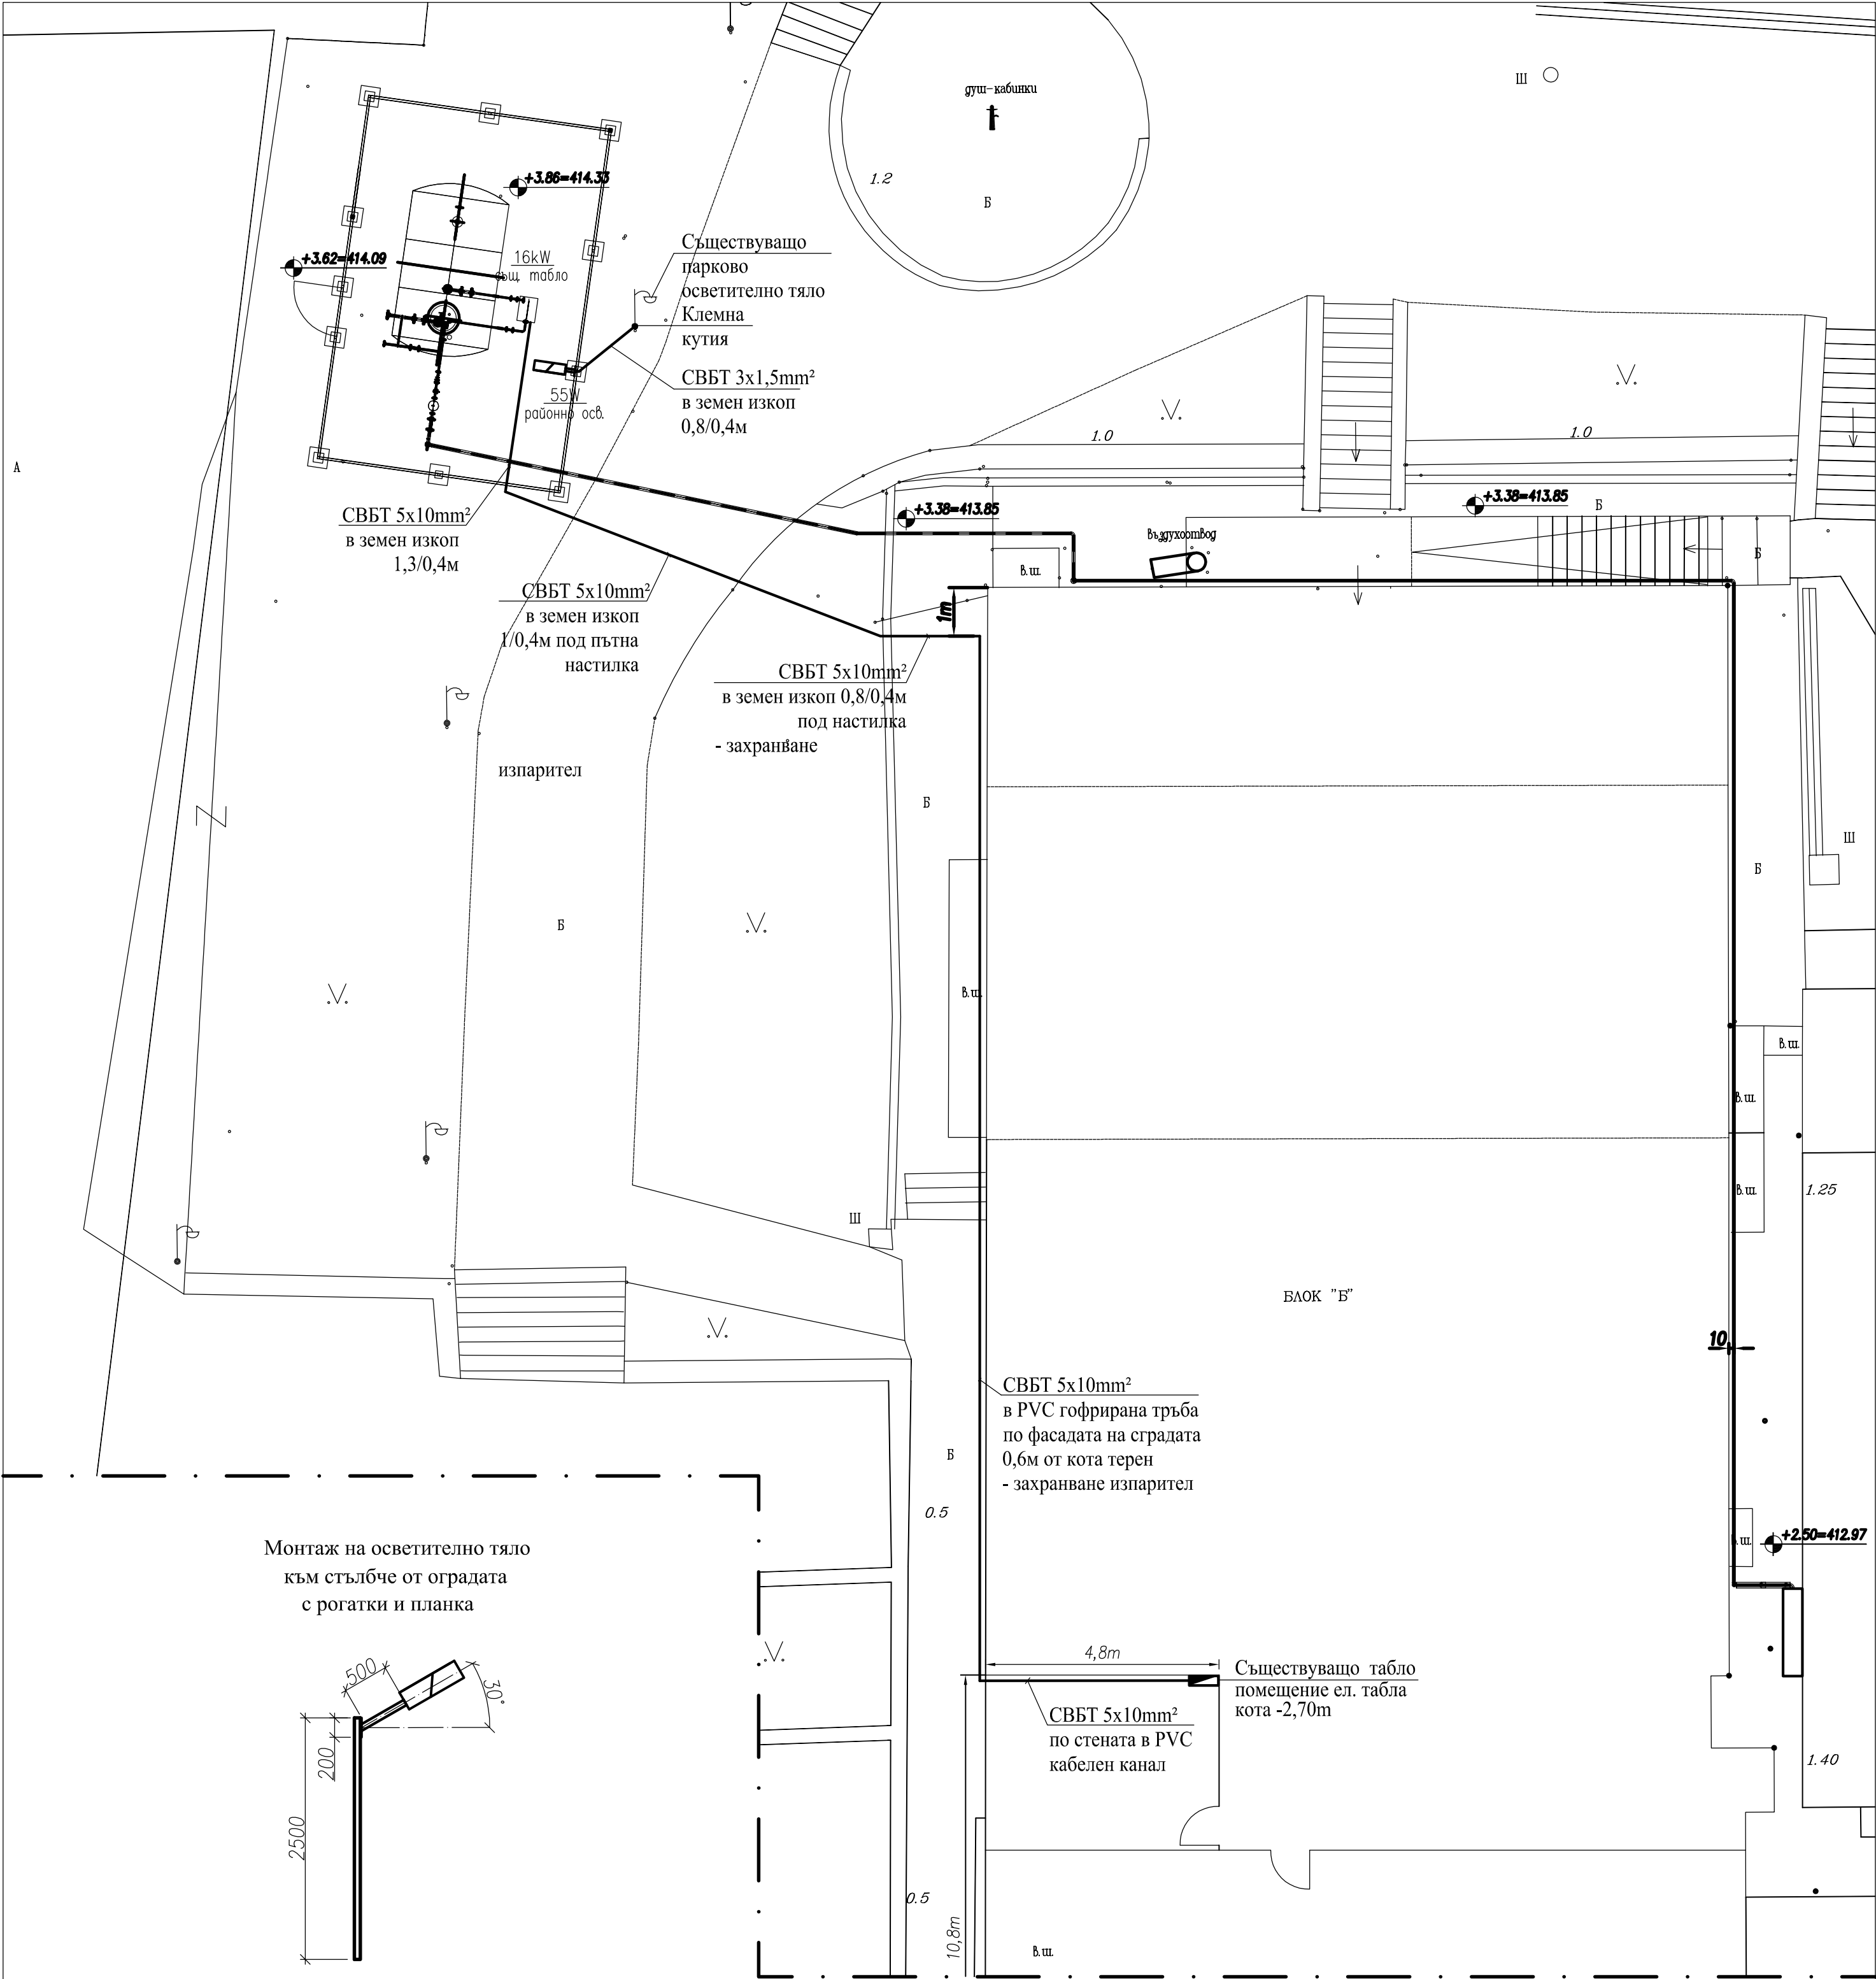 душ-кабинки
Ш
1.2
Б
+3.86=414.33
+3.62=414.09
16kW
същ. табло
Съществуващо
парково
осветително тяло
Клемна
кутия
СВБТ 3х1,5mm²
в земен изкоп
0,8/0,4м
55W
районно осв.
А
1.0
1.0
СВБТ 5х10mm²
в земен изкоп
1,3/0,4м
+3.38=413.85
+3.38=413.85
Б
въздухоотвод
Б
в.ш.
СВБТ 5х10mm²
в земен изкоп
1/0,4м под пътна
настилка
1m
СВБТ 5х10mm²
в земен изкоп 0,8/0,4м
под настилка
- захранване
изпарител
Б
Ш
Б
Б
в.ш.
в.ш.
в.ш.
в.ш.
1.25
Ш
БЛОК "Б"
10
СВБТ 5х10mm²
в PVC гофрирана тръба
по фасадата на сградата
0,6м от кота терен
- захранване изпарител
Б
0.5
в.ш.
+2.50=412.97
Монтаж на осветително тяло
към стълбче от оградата
с рогатки и планка
500
30°
200
2500
4,8m
Съществуващо табло
помещение ел. табла
кота -2,70m
СВБТ 5х10mm²
по стената в PVC
кабелен канал
1.40
0.5
10,8m
в.ш.